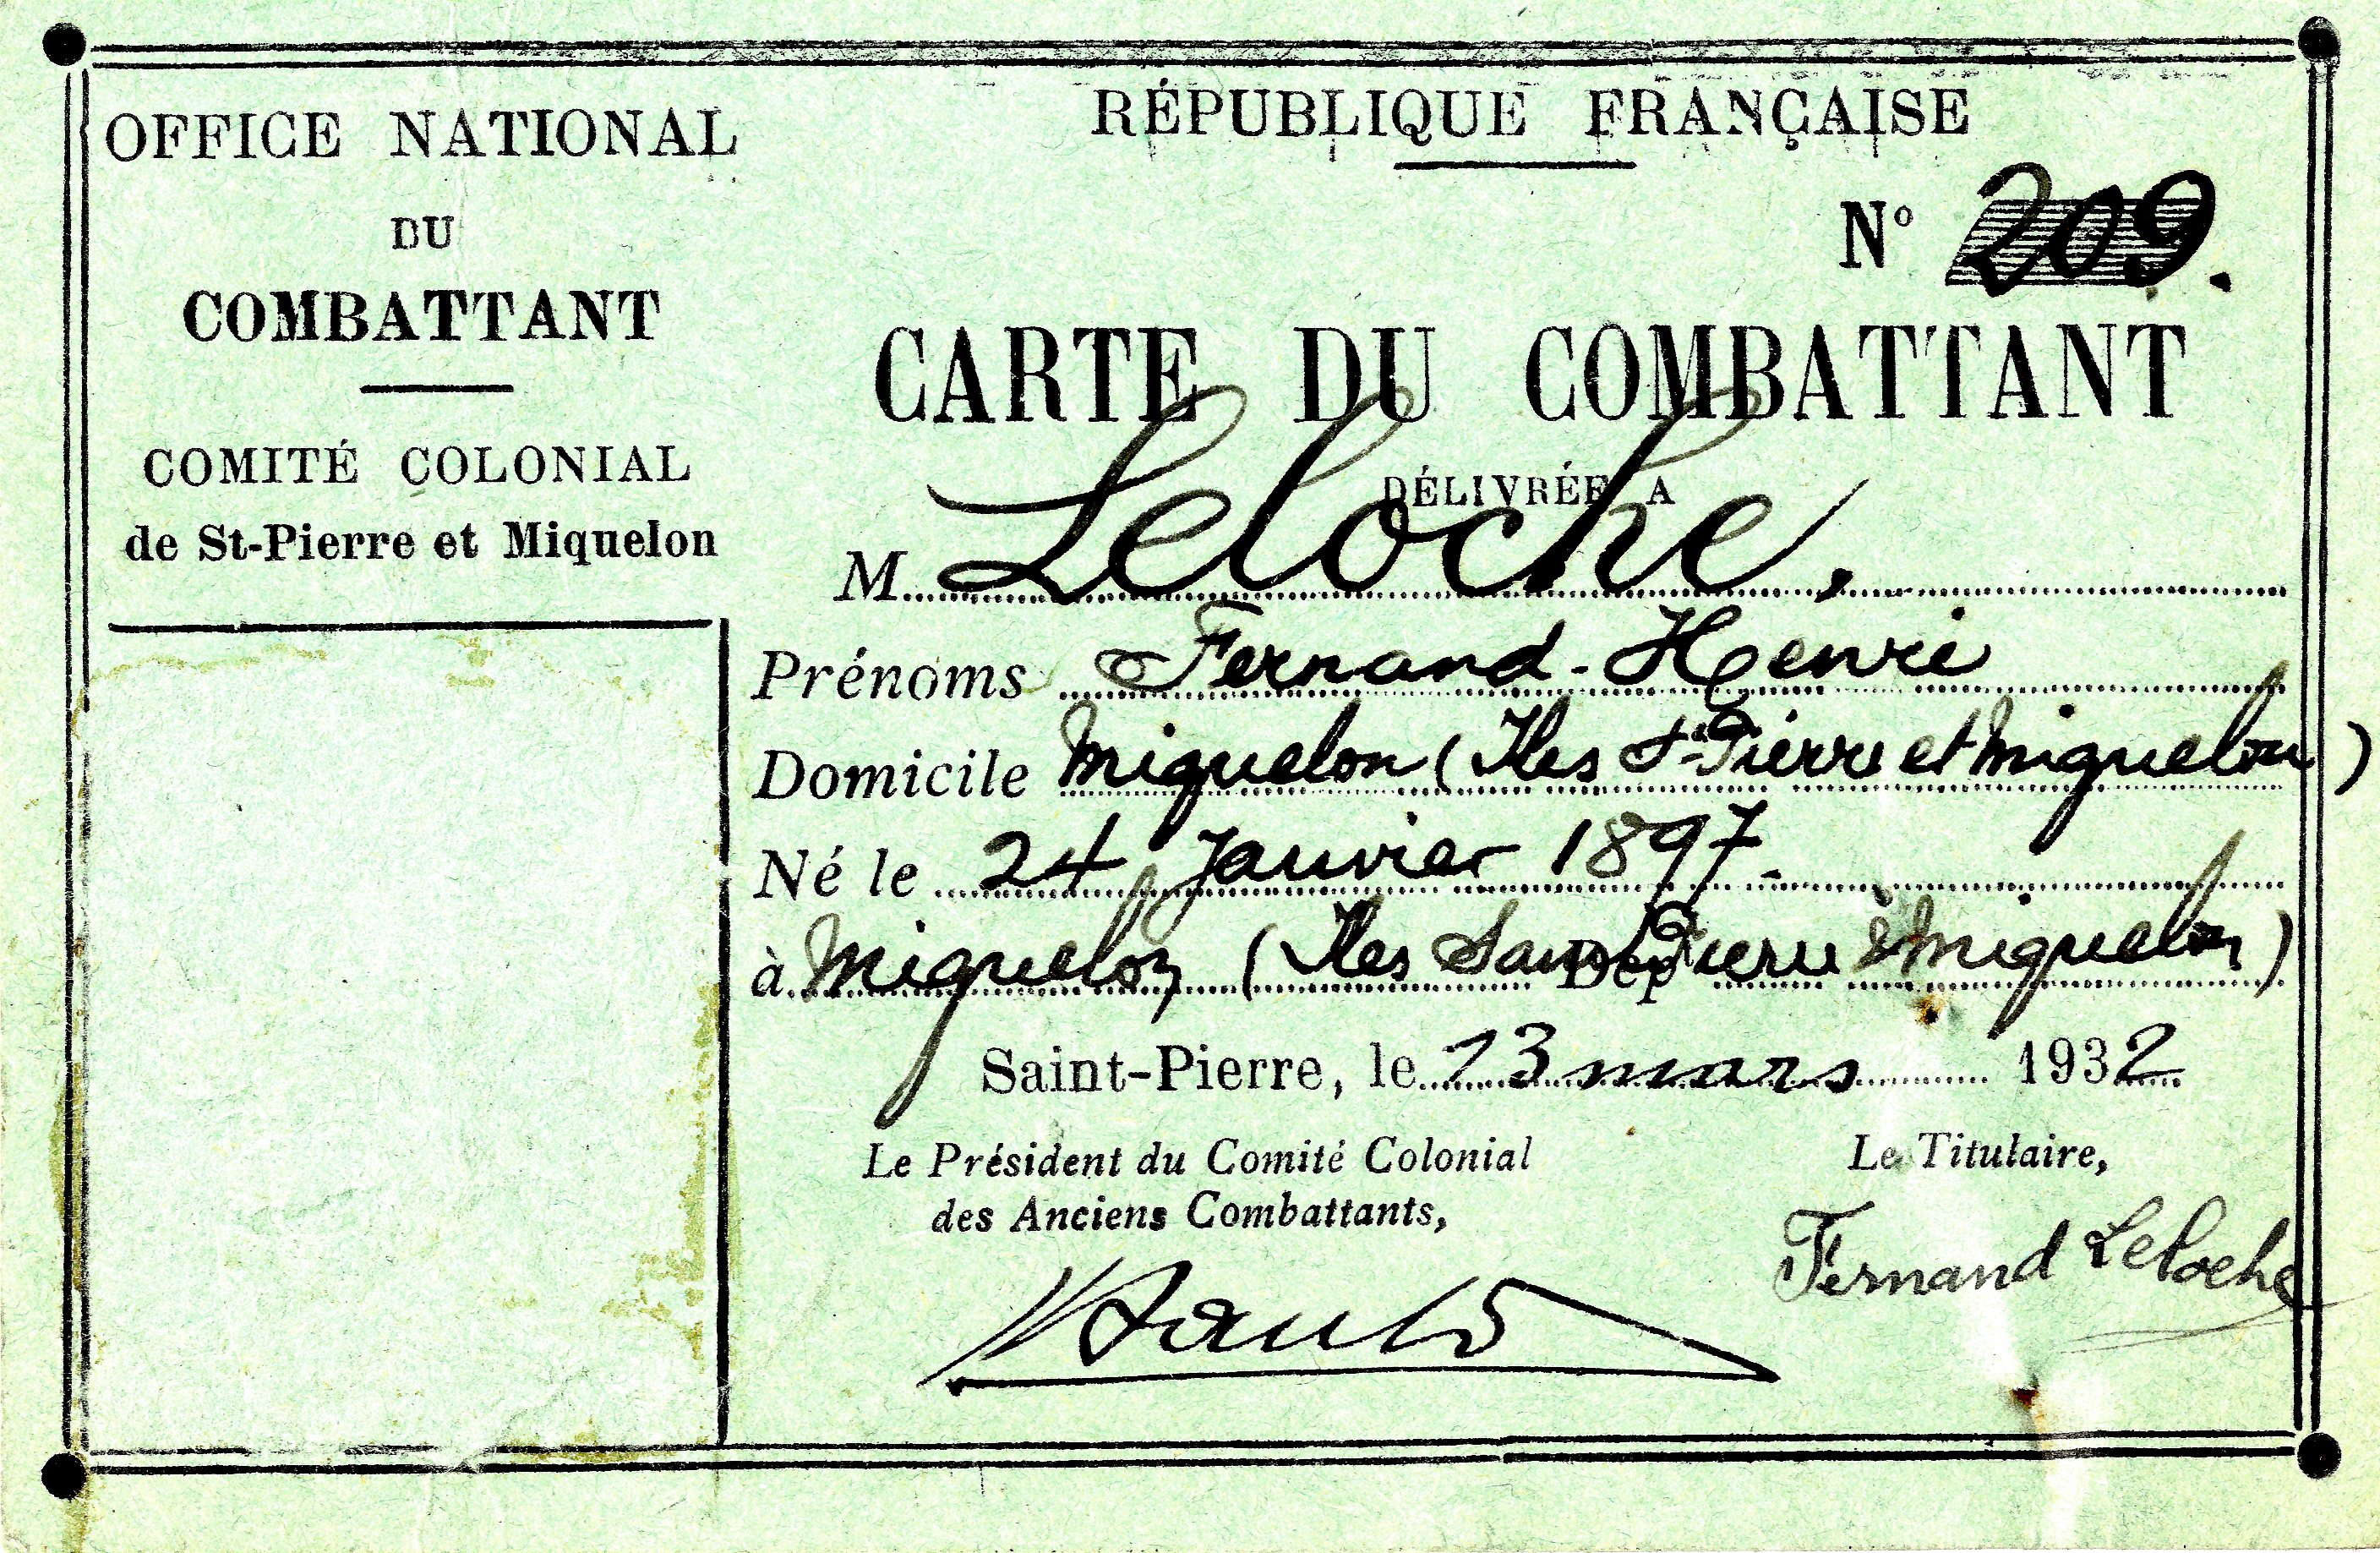 OFFICE NATIONAL
DU
COMBATTANT
COMITÉ COLONIAL
de St-Pierre et Miquelon
RÉPUBLIQUE FRANÇAISE
N° 209.
CARTE DU COMBATTANT
DÉLIVRÉE A
M. Leloche,
Prénoms Fernand-Henri
Domicile Miquelon (Iles St-Pierre et Miquelon)
Né le 24 Janvier 1897-
à Miquelon (Iles Saint Pierre & Miquelon)
Dép
Saint-Pierre, le 13 mars 1932
Le Président du Comité Colonial
des Anciens Combattants,
Le Titulaire,
Fernand Leloche